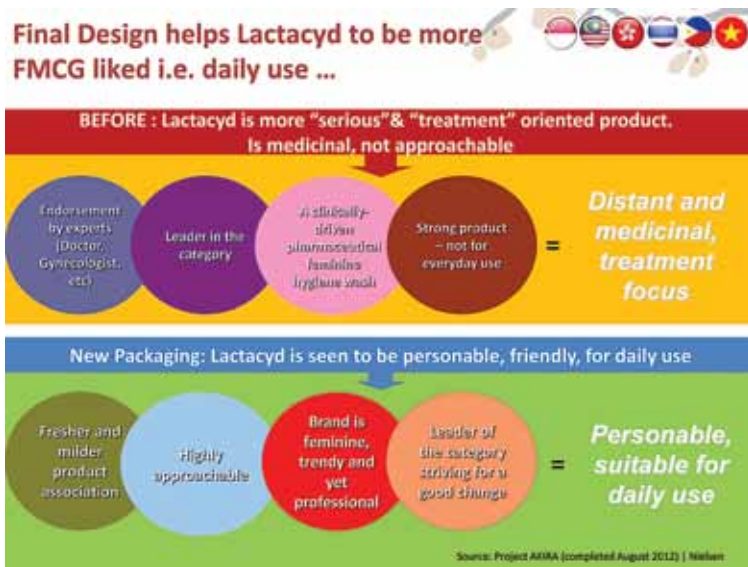 Final Design helps Lactacyd to be more
FMCG liked i.e. daily use ...
BEFORE : Lactacyd is more "serious"& "treatment" oriented product.
Is medicinal, not approachable
Endorsement
by experts
(Doctor,
Gynecologist,
etc)
Leader in the
category
A clinically-
driven
pharmaceutical
feminine
hygiene wash
Strong product
– not for
everyday use
=
Distant and
medicinal,
treatment
focus
New Packaging: Lactacyd is seen to be personable, friendly, for daily use
Fresher and
milder
product
association
Highly
approachable
Brand is
feminine,
trendy and
yet
professional
Leader of
the category
striving for a
good change
=
Personable,
suitable for
daily use
Source: Project AKIRA (completed August 2012) | Nielsen